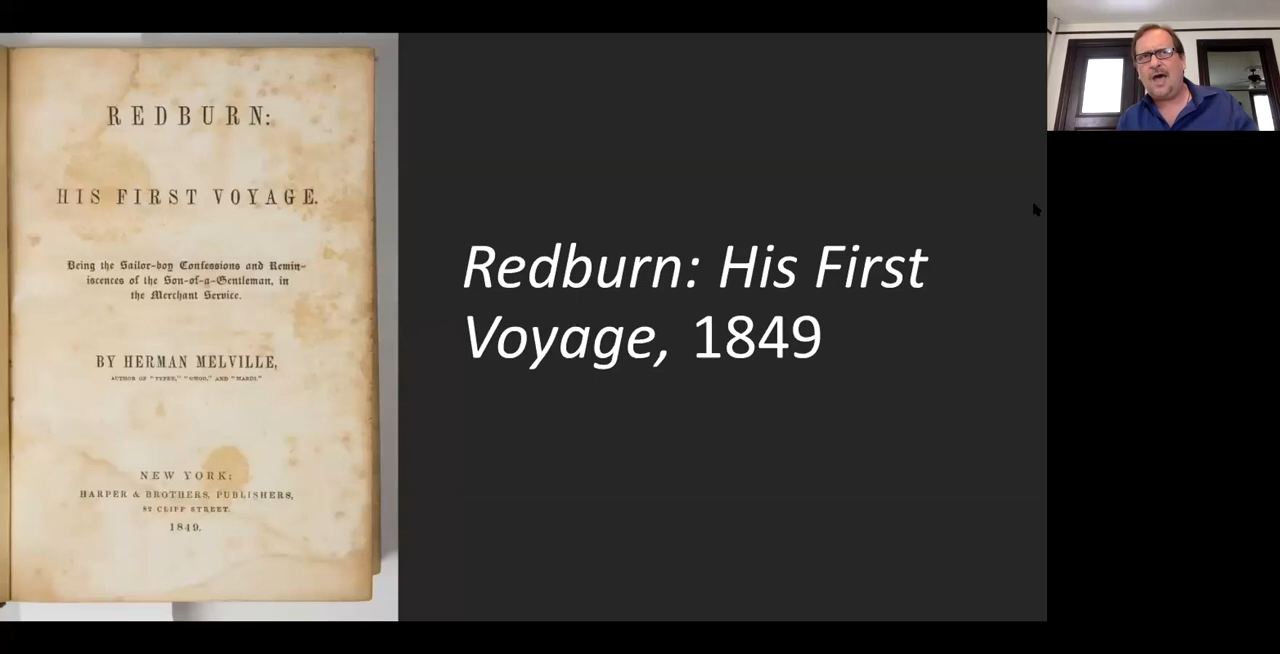 REDBURN:
HIS FIRST VOYAGE.
Being the Sailor-boy Confessions and Remin-
iscences of the Son-of-a-Gentleman, in
the Merchant Service.
BY HERMAN MELVILLE,
AUTHOR OF "TYPEE," "OMOO," AND "MARDI."
NEW YORK:
HARPER & BROTHERS, PUBLISHERS,
82 CLIFF STREET.
1849.
Redburn: His First
Voyage, 1849